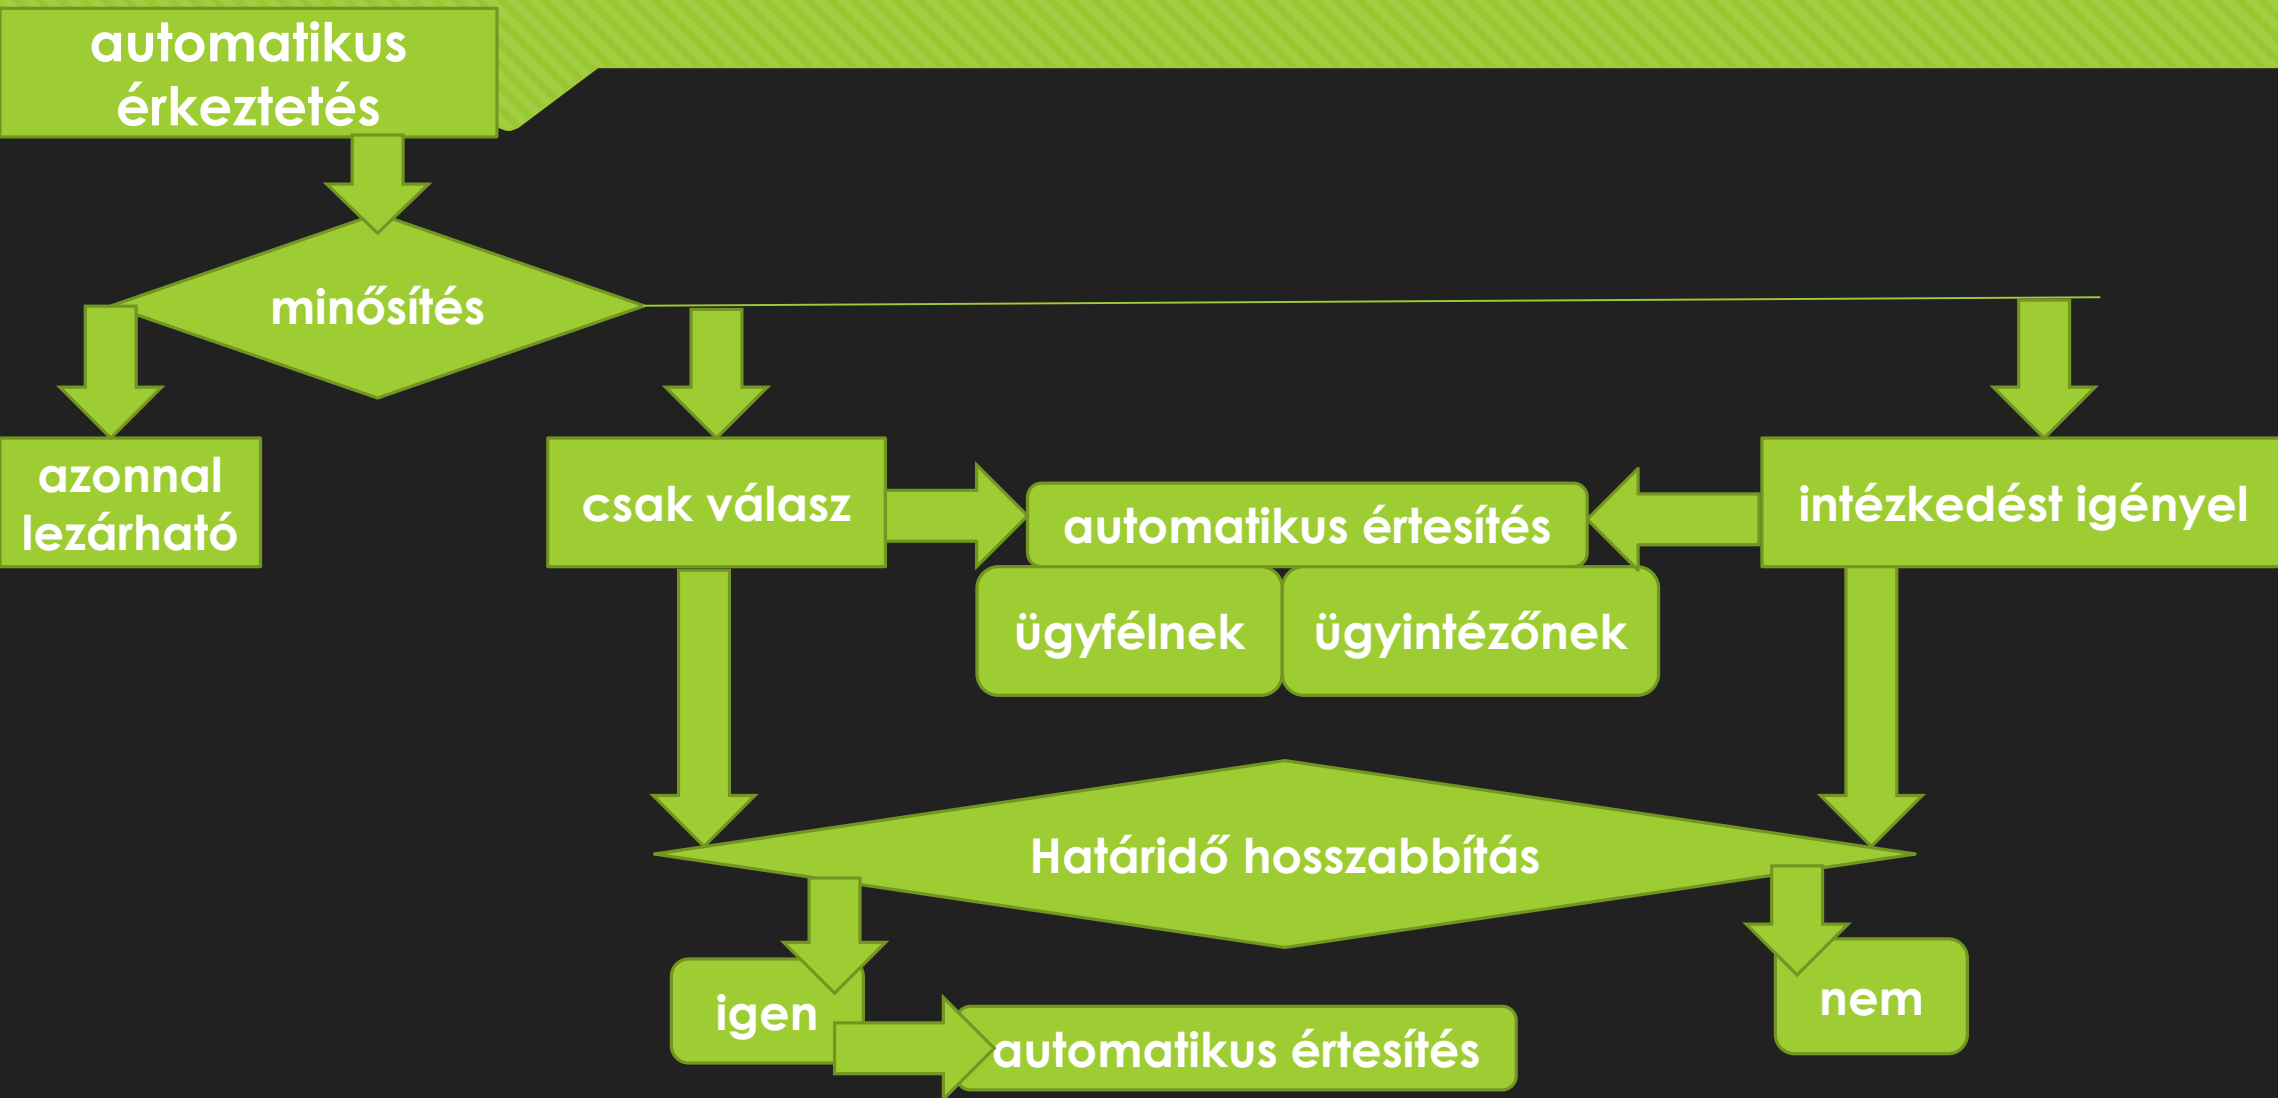 automatikus
érkeztetés
minősítés
azonnal
lezárható
csak válasz
automatikus értesítés
intézkedést igényel
ügyfélnek
ügyintézőnek
Határidő hosszabbítás
igen
automatikus értesítés
nem